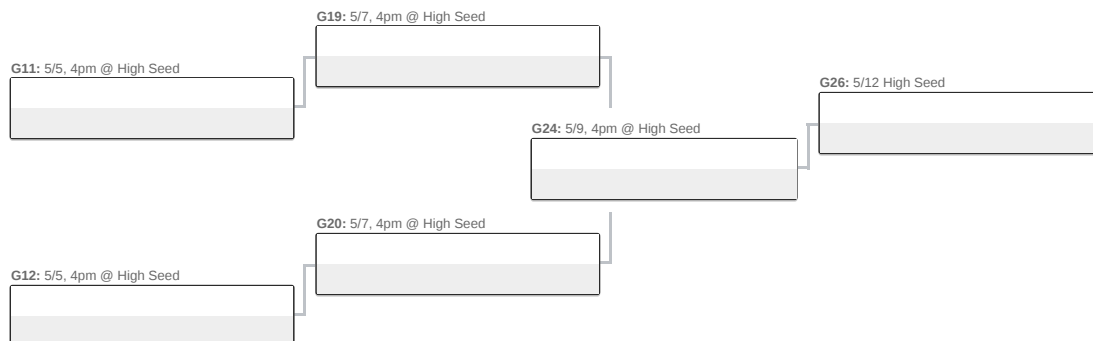 G19: 5/7, 4pm @ High Seed
G11: 5/5, 4pm @ High Seed
G26: 5/12 High Seed
G24: 5/9, 4pm @ High Seed
G20: 5/7, 4pm @ High Seed
G12: 5/5, 4pm @ High Seed